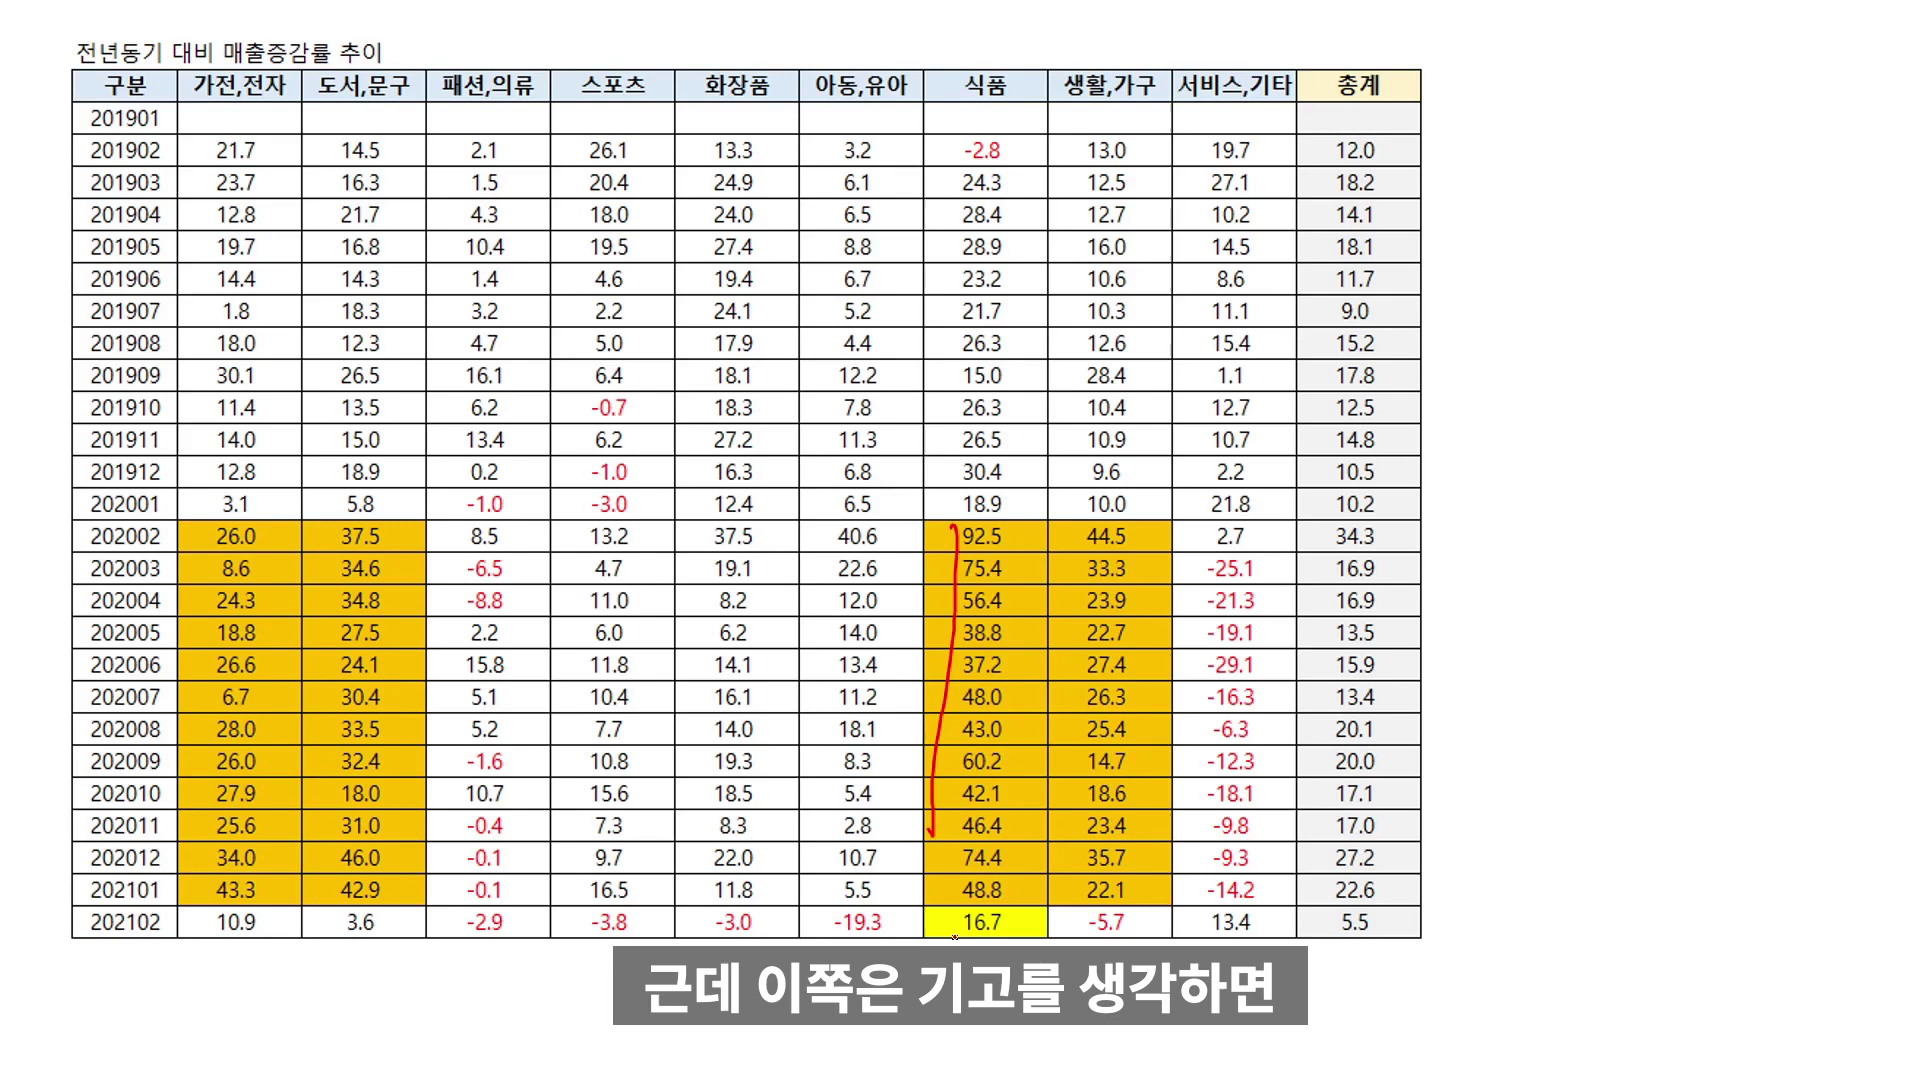 전년동기 대비 매출증감률 추이
구분 가전,전자 도서,문구 패션,의류 스포츠 화장품 아동,유아 식품 생활,가구 서비스,기타 총계
201901
201902 21.7 14.5 2.1 26.1 13.3 3.2 -2.8 13.0 19.7 12.0
201903 23.7 16.3 1.5 20.4 24.9 6.1 24.3 12.5 27.1 18.2
201904 12.8 21.7 4.3 18.0 24.0 6.5 28.4 12.7 10.2 14.1
201905 19.7 16.8 10.4 19.5 27.4 8.8 28.9 16.0 14.5 18.1
201906 14.4 14.3 1.4 4.6 19.4 6.7 23.2 10.6 8.6 11.7
201907 1.8 18.3 3.2 2.2 24.1 5.2 21.7 10.3 11.1 9.0
201908 18.0 12.3 4.7 5.0 17.9 4.4 26.3 12.6 15.4 15.2
201909 30.1 26.5 16.1 6.4 18.1 12.2 15.0 28.4 1.1 17.8
201910 11.4 13.5 6.2 -0.7 18.3 7.8 26.3 10.4 12.7 12.5
201911 14.0 15.0 13.4 6.2 27.2 11.3 26.5 10.9 10.7 14.8
201912 12.8 18.9 0.2 -1.0 16.3 6.8 30.4 9.6 2.2 10.5
202001 3.1 5.8 -1.0 -3.0 12.4 6.5 18.9 10.0 21.8 10.2
202002 26.0 37.5 8.5 13.2 37.5 40.6 92.5 44.5 2.7 34.3
202003 8.6 34.6 -6.5 4.7 19.1 22.6 75.4 33.3 -25.1 16.9
202004 24.3 34.8 -8.8 11.0 8.2 12.0 56.4 23.9 -21.3 16.9
202005 18.8 27.5 2.2 6.0 6.2 14.0 38.8 22.7 -19.1 13.5
202006 26.6 24.1 15.8 11.8 14.1 13.4 37.2 27.4 -29.1 15.9
202007 6.7 30.4 5.1 10.4 16.1 11.2 48.0 26.3 -16.3 13.4
202008 28.0 33.5 5.2 7.7 14.0 18.1 43.0 25.4 -6.3 20.1
202009 26.0 32.4 -1.6 10.8 19.3 8.3 60.2 14.7 -12.3 20.0
202010 27.9 18.0 10.7 15.6 18.5 5.4 42.1 18.6 -18.1 17.1
202011 25.6 31.0 -0.4 7.3 8.3 2.8 46.4 23.4 -9.8 17.0
202012 34.0 46.0 -0.1 9.7 22.0 10.7 74.4 35.7 -9.3 27.2
202101 43.3 42.9 -0.1 16.5 11.8 5.5 48.8 22.1 -14.2 22.6
202102 10.9 3.6 -2.9 -3.8 -3.0 -19.3 16.7 -5.7 13.4 5.5
근데 이쪽은 기고를 생각하면